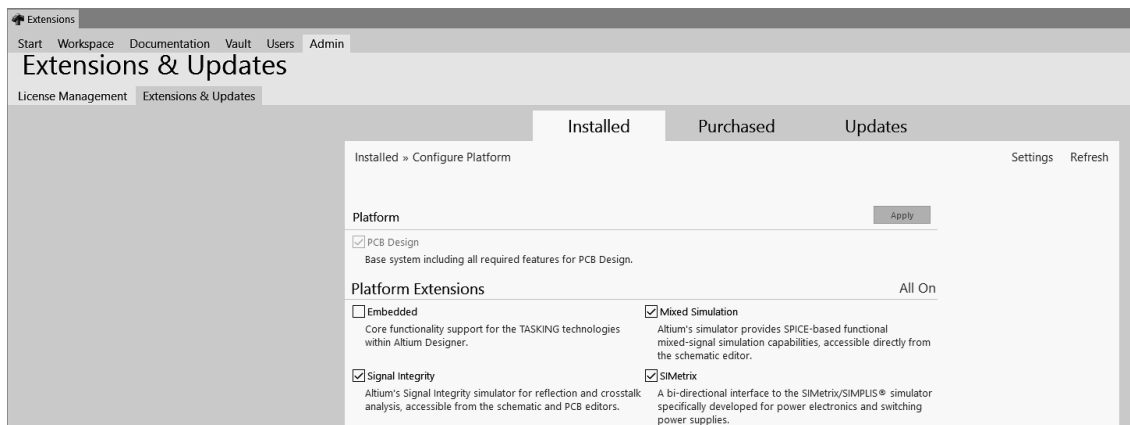 Extensions
Start Workspace Documentation Vault Users Admin
Extensions & Updates
License Management Extensions & Updates
Installed Purchased Updates
Installed » Configure Platform Settings Refresh
Platform Apply
PCB Design
Base system including all required features for PCB Design.
Platform Extensions All On
Embedded
Core functionality support for the TASKING technologies
within Altium Designer.
Mixed Simulation
Altium's simulator provides SPICE-based functional
mixed-signal simulation capabilities, accessible directly from
the schematic editor.
Signal Integrity
Altium's Signal Integrity simulator for reflection and crosstalk
analysis, accessible from the schematic and PCB editors.
SIMetrix
A bi-directional interface to the SIMetrix/SIMPLIS® simulator
specifically developed for power electronics and switching
power supplies.